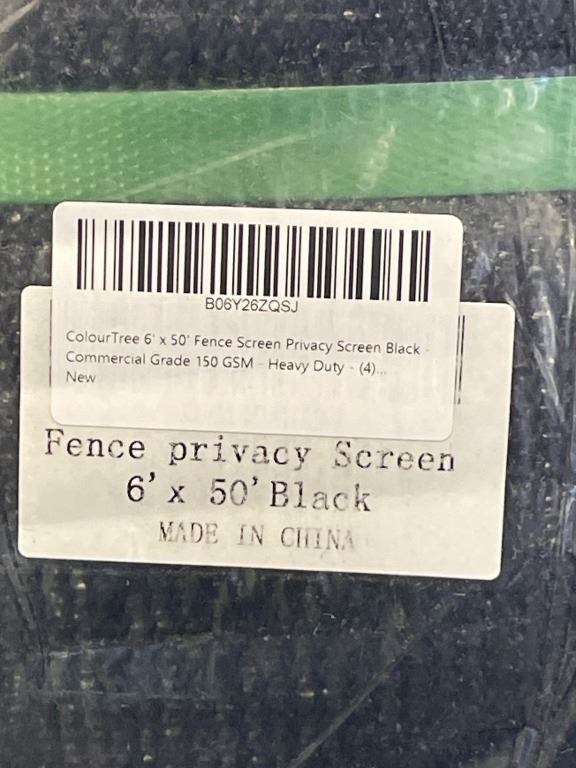 B06Y26ZQSJ
ColourTree 6' x 50' Fence Screen Privacy Screen Black -
Commercial Grade 150 GSM - Heavy Duty - (4)...
New
Fence privacy Screen
6' x 50' Black
MADE IN CHINA